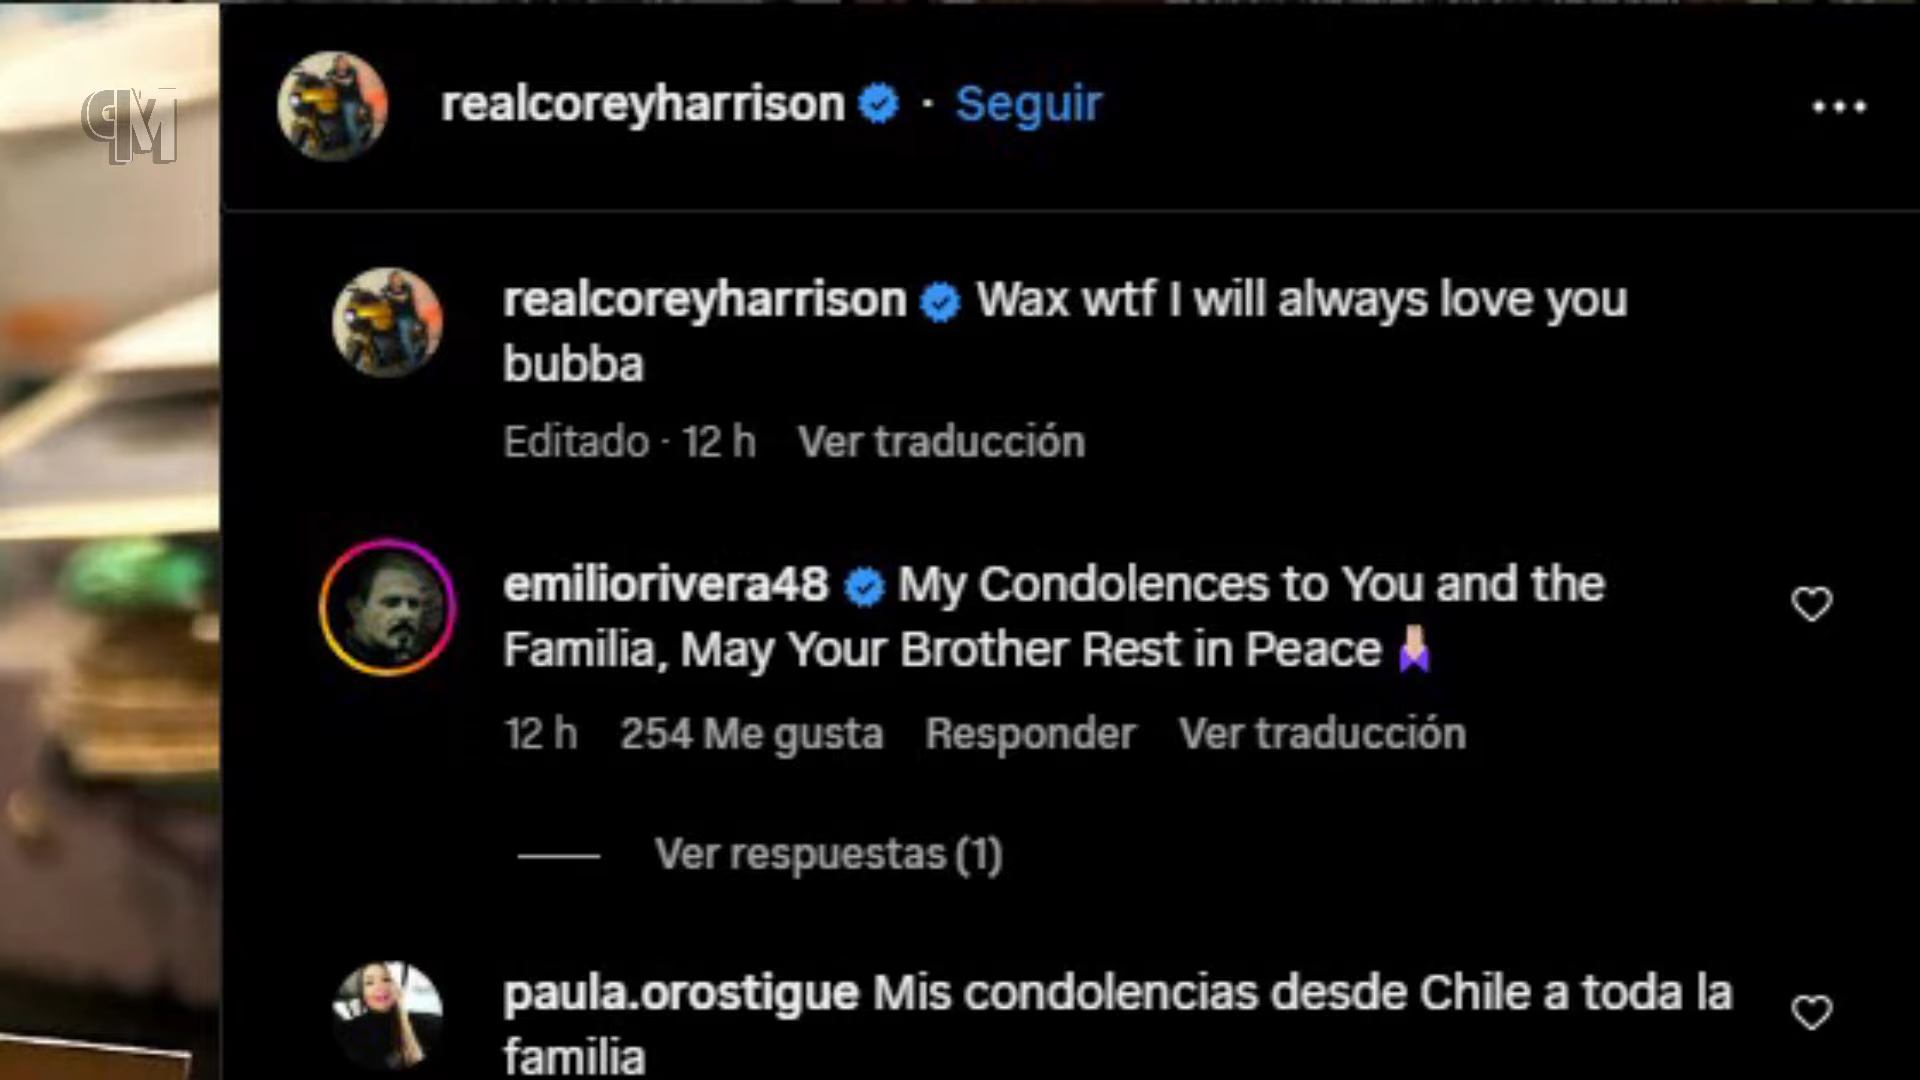 realcoreyharrison · Seguir
realcoreyharrison Wax wtf I will always love you
bubba
Editado · 12 h Ver traducción
emiliorivera48 My Condolences to You and the
Familia, May Your Brother Rest in Peace
12 h 254 Me gusta Responder Ver traducción
Ver respuestas (1)
paula.orostigue Mis condolencias desde Chile a toda la
familia